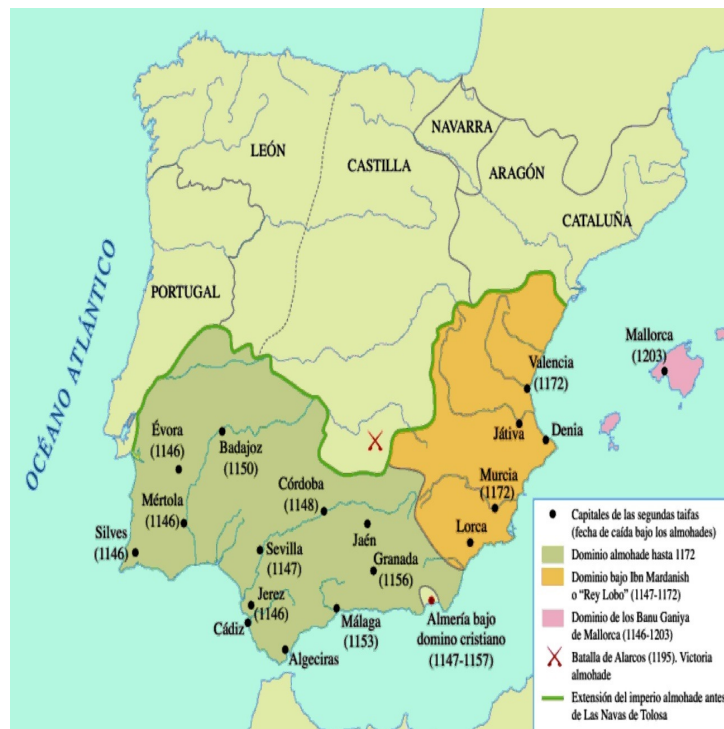 NAVARRA
LEÓN
CASTILLA
ARAGÓN
CATALUÑA
OCÉANO ATLÁNTICO
PORTUGAL
Mallorca
(1203)
Valencia
(1172)
Évora
(1146)
Badajoz
(1150)
Játiva
Denia
Córdoba
(1148)
Murcia
(1172)
Mértola
(1146)
Jaén
Lorca
Silves
(1146)
Sevilla
(1147)
Granada
(1156)
Jerez
(1146)
Cádiz
Málaga
(1153)
Almería bajo
domino cristiano
(1147-1157)
Algeciras
Capitales de las segundas taifas
(fecha de caída bajo los almohades)
Dominio almohade hasta 1172
Dominio bajo Ibn Mardanish
o “Rey Lobo” (1147-1172)
Dominio de los Banu Ganiya
de Mallorca (1146-1203)
Batalla de Alarcos (1195). Victoria
almohade
Extensión del imperio almohade antes
de Las Navas de Tolosa